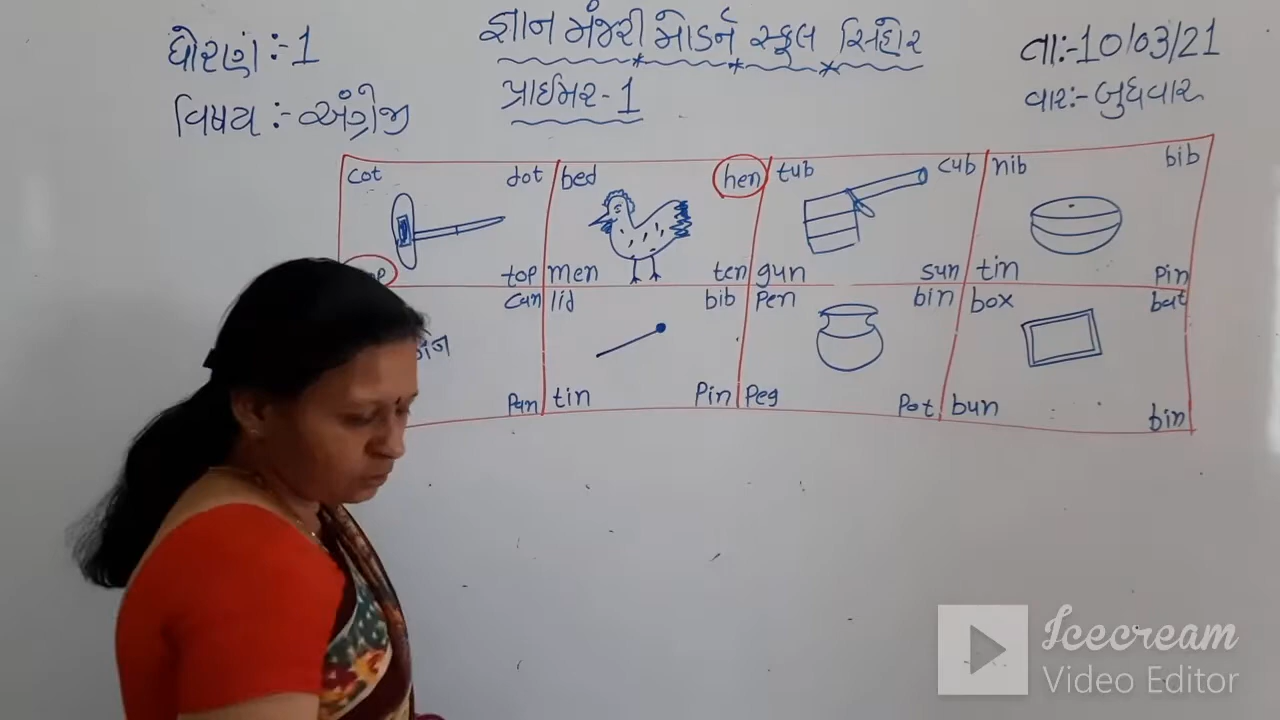 જ્ઞાન મંજરી મોડર્ન સ્કૂલ સિહોર
ધોરણ :- 1
તા:- 10/03/21
પ્રાઈમર - 1
વિષય :- અંગ્રેજી
વાર:- બુધવાર
cot dot bed hen tub cub nib bib
top men ten gun sun tin Pin
can lid bib Pen bin box bat
Pan tin Pin Peg Pot bun bin
Icecream
Video Editor